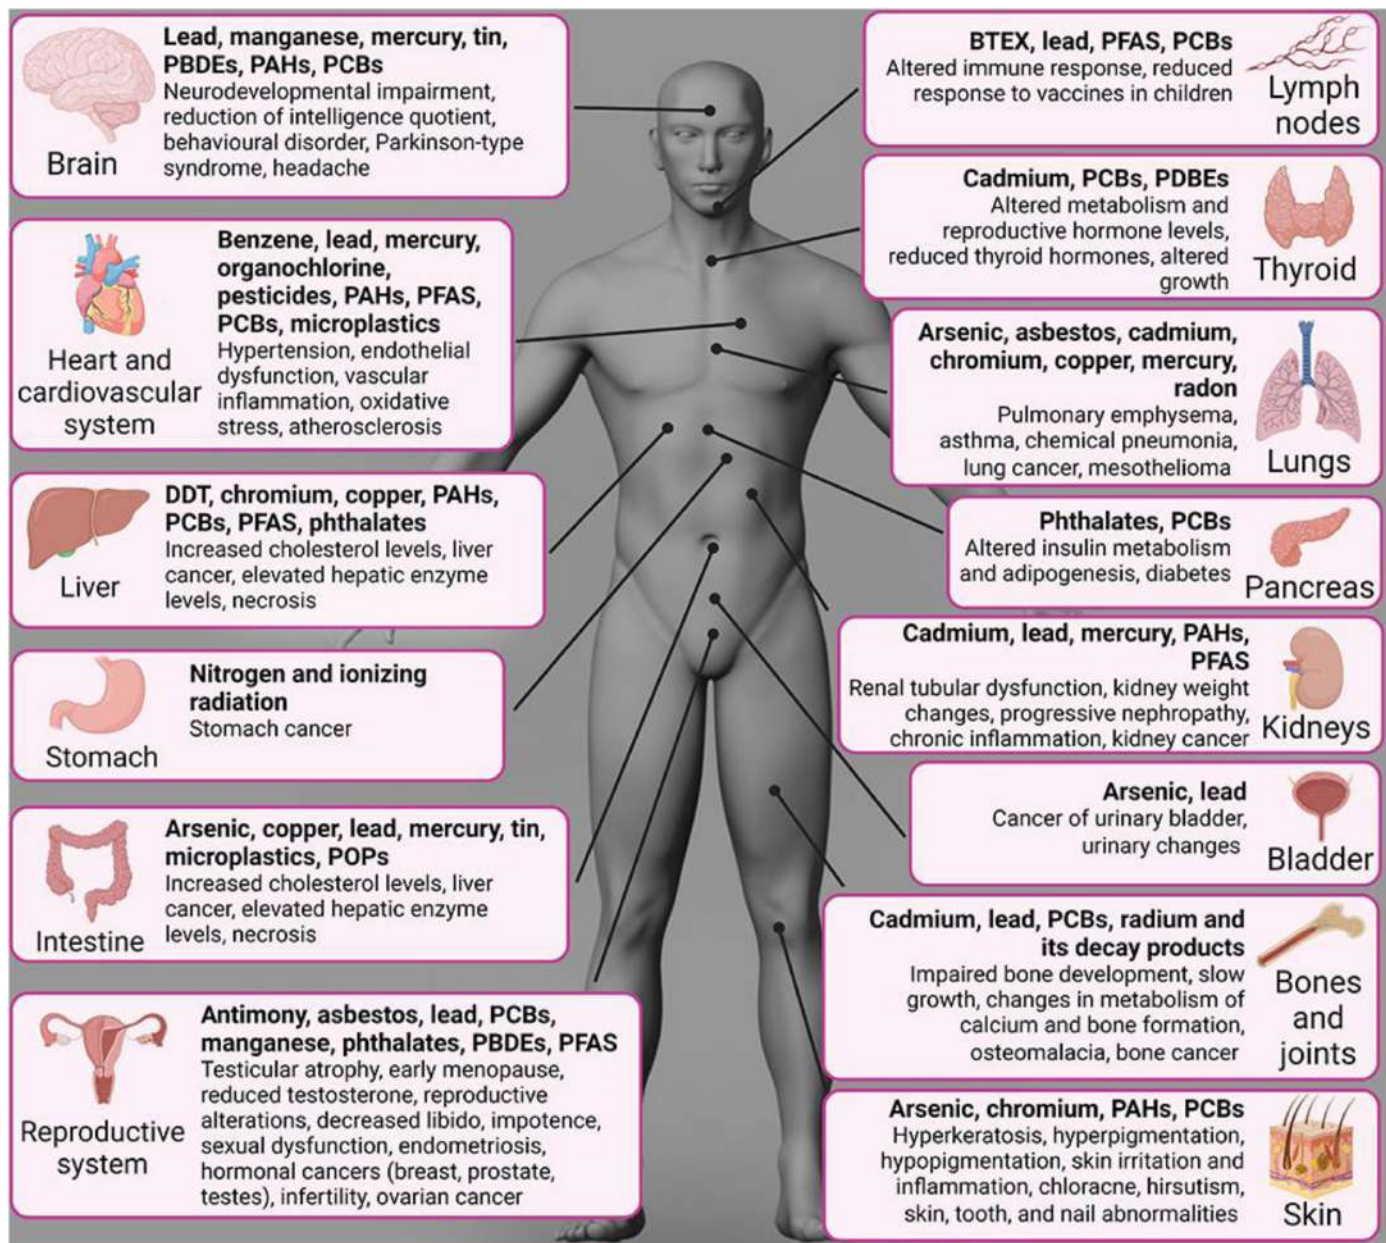 Lead, manganese, mercury, tin,
PBDEs, PAHs, PCBs
Neurodevelopmental impairment,
reduction of intelligence quotient,
behavioural disorder, Parkinson-type
syndrome, headache
Brain
Benzene, lead, mercury,
organochlorine,
pesticides, PAHs, PFAS,
PCBs, microplastics
Hypertension, endothelial
dysfunction, vascular
inflammation, oxidative
stress, atherosclerosis
Heart and
cardiovascular
system
DDT, chromium, copper, PAHs,
PCBs, PFAS, phthalates
Increased cholesterol levels, liver
cancer, elevated hepatic enzyme
levels, necrosis
Liver
Nitrogen and ionizing
radiation
Stomach cancer
Stomach
Arsenic, copper, lead, mercury, tin,
microplastics, POPs
Increased cholesterol levels, liver
cancer, elevated hepatic enzyme
levels, necrosis
Intestine
Antimony, asbestos, lead, PCBs,
manganese, phthalates, PBDEs, PFAS
Testicular atrophy, early menopause,
reduced testosterone, reproductive
alterations, decreased libido, impotence,
sexual dysfunction, endometriosis,
hormonal cancers (breast, prostate,
testes), infertility, ovarian cancer
Reproductive
system
BTEX, lead, PFAS, PCBs
Altered immune response, reduced
response to vaccines in children
Lymph
nodes
Cadmium, PCBs, PDBEs
Altered metabolism and
reproductive hormone levels,
reduced thyroid hormones, altered
growth
Thyroid
Arsenic, asbestos, cadmium,
chromium, copper, mercury,
radon
Pulmonary emphysema,
asthma, chemical pneumonia,
lung cancer, mesothelioma
Lungs
Phthalates, PCBs
Altered insulin metabolism
and adipogenesis, diabetes
Pancreas
Cadmium, lead, mercury, PAHs,
PFAS
Renal tubular dysfunction, kidney weight
changes, progressive nephropathy,
chronic inflammation, kidney cancer
Kidneys
Arsenic, lead
Cancer of urinary bladder,
urinary changes
Bladder
Cadmium, lead, PCBs, radium and
its decay products
Impaired bone development, slow
growth, changes in metabolism of
calcium and bone formation,
osteomalacia, bone cancer
Bones
and
joints
Arsenic, chromium, PAHs, PCBs
Hyperkeratosis, hyperpigmentation,
hypopigmentation, skin irritation and
inflammation, chloracne, hirsutism,
skin, tooth, and nail abnormalities
Skin